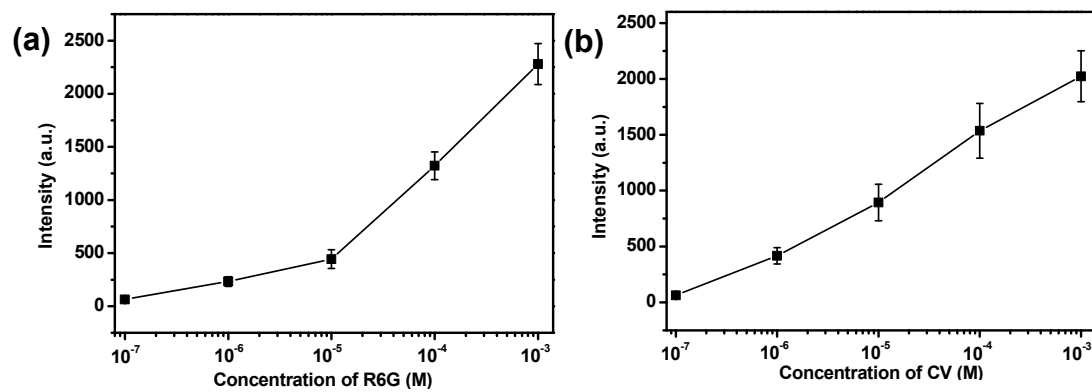 (a)
2500
2000
1500
1000
500
0
Intensity (a.u.)
10⁻⁷ 10⁻⁶ 10⁻⁵ 10⁻⁴ 10⁻³
Concentration of R6G (M)
(b)
2500
2000
1500
1000
500
0
Intensity (a.u.)
10⁻⁷ 10⁻⁶ 10⁻⁵ 10⁻⁴ 10⁻³
Concentration of CV (M)